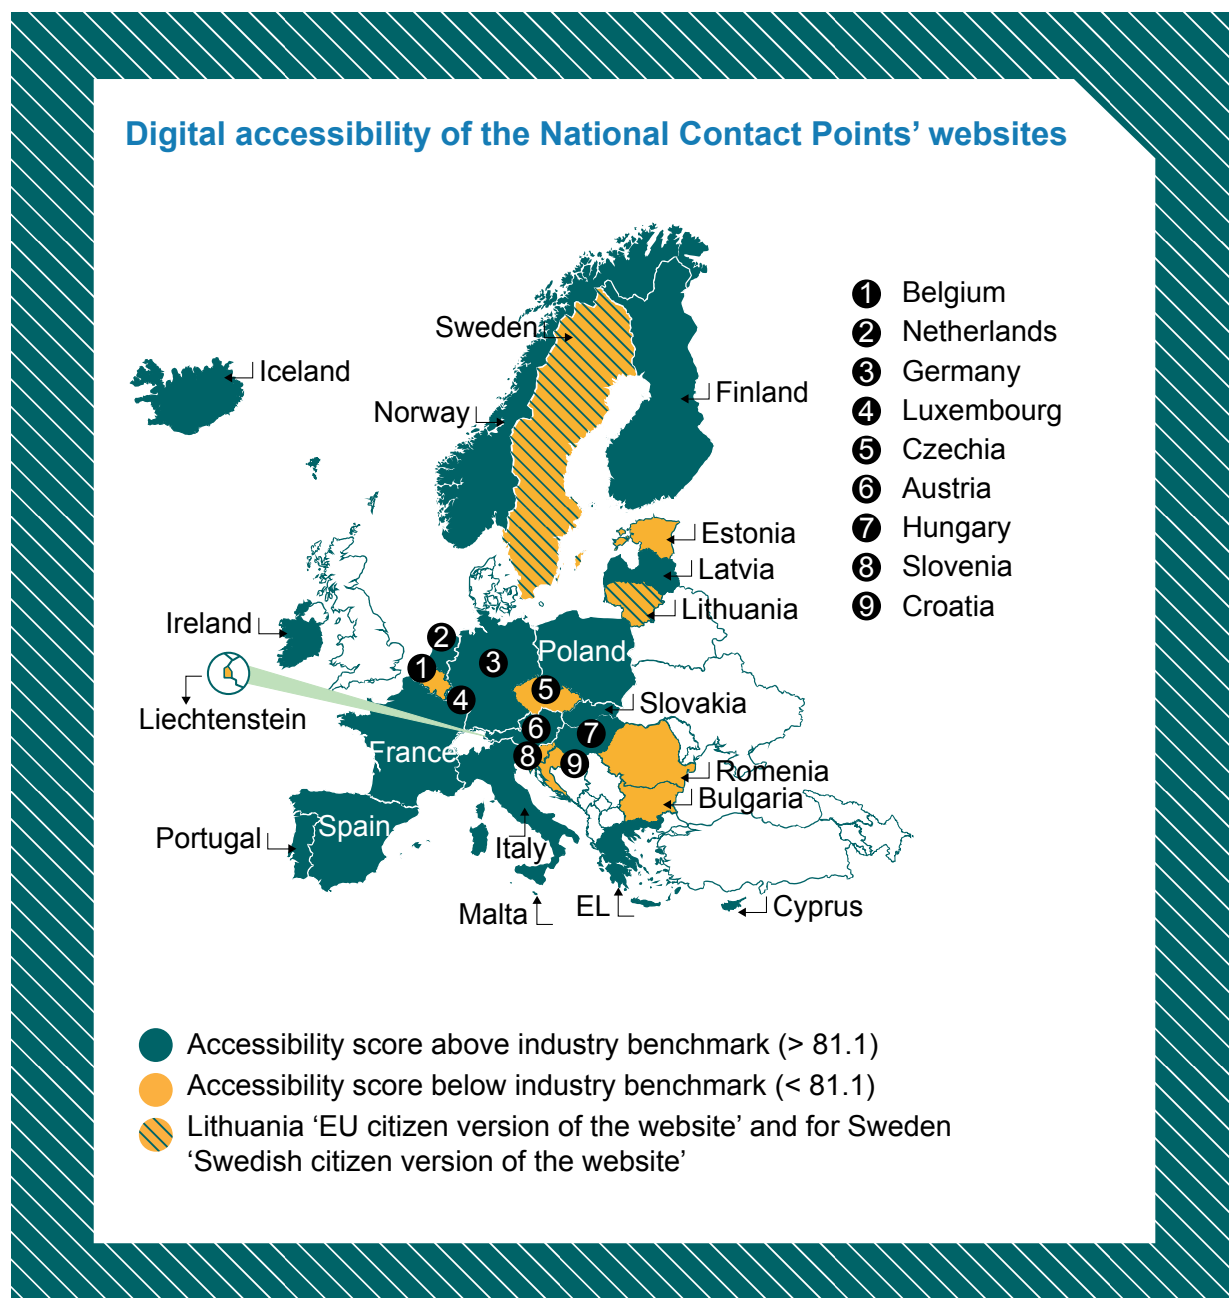 Digital accessibility of the National Contact Points’ websites
Sweden
Iceland
Norway
Finland
Estonia
Latvia
Lithuania
Ireland
Liechtenstein
Poland
Slovakia
France
Romenia
Bulgaria
Portugal
Spain
Italy
Malta
EL
Cyprus
1
2
3
4
5
6
7
8
9
1 Belgium
2 Netherlands
3 Germany
4 Luxembourg
5 Czechia
6 Austria
7 Hungary
8 Slovenia
9 Croatia
Accessibility score above industry benchmark (> 81.1)
Accessibility score below industry benchmark (< 81.1)
Lithuania ‘EU citizen version of the website’ and for Sweden
‘Swedish citizen version of the website’